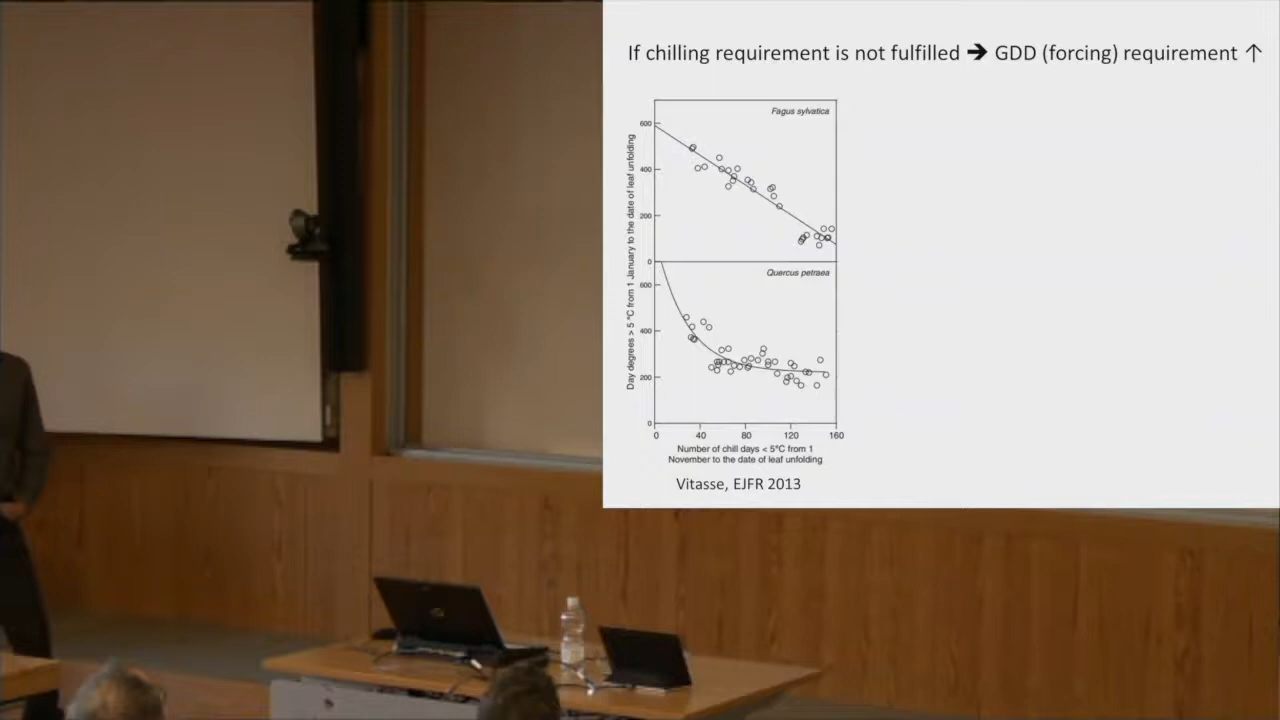 If chilling requirement is not fulfilled → GDD (forcing) requirement ↑
Fagus sylvatica
600
400
200
0
Quercus petraea
600
400
200
0
Day degrees > 5 °C from 1 January to the date of leaf unfolding
0 40 80 120 160
Number of chill days < 5°C from 1
November to the date of leaf unfolding
Vitasse, EJFR 2013